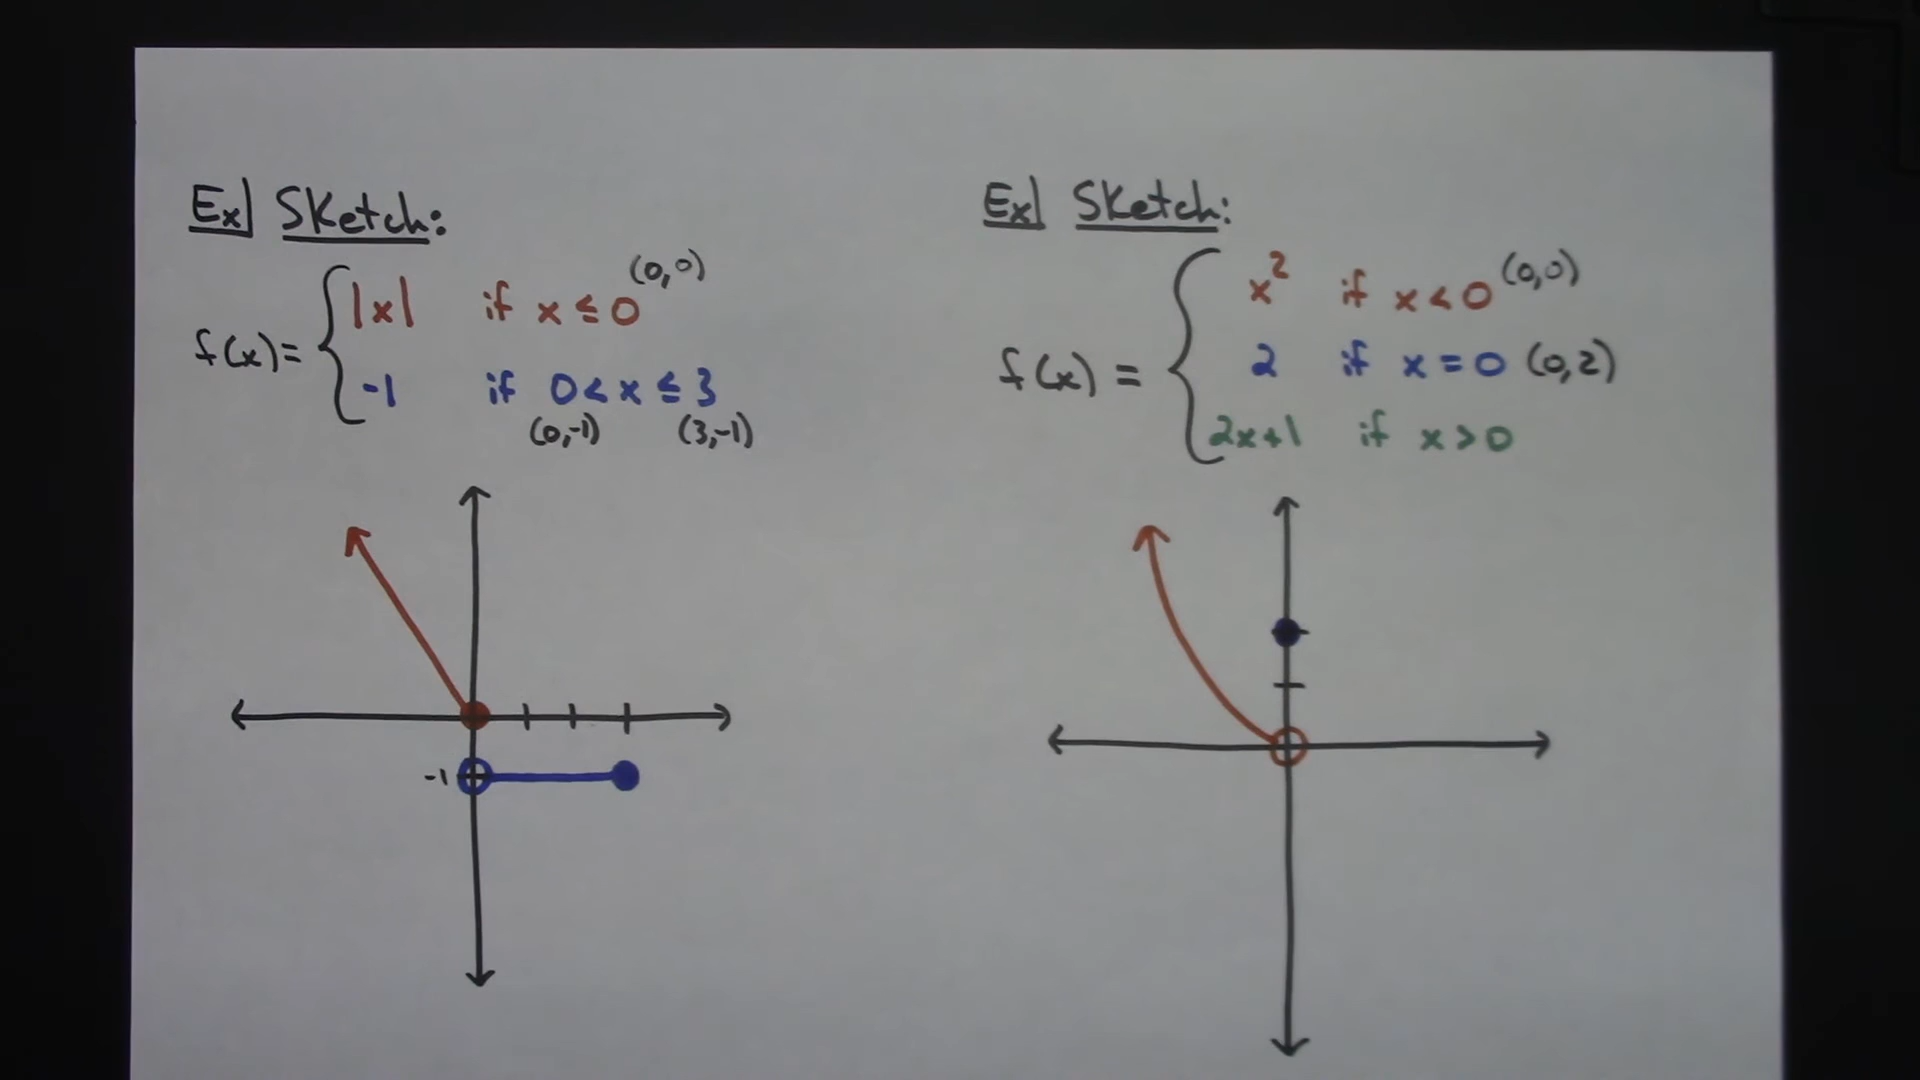 Ex| Sketch:
f(x) = { |x| if x ≤ 0 (0,0)
-1 if 0 < x ≤ 3
(0,-1) (3,-1)
-1
Ex| Sketch:
f(x) = { x² if x < 0 (0,0)
2 if x = 0 (0,2)
2x+1 if x > 0